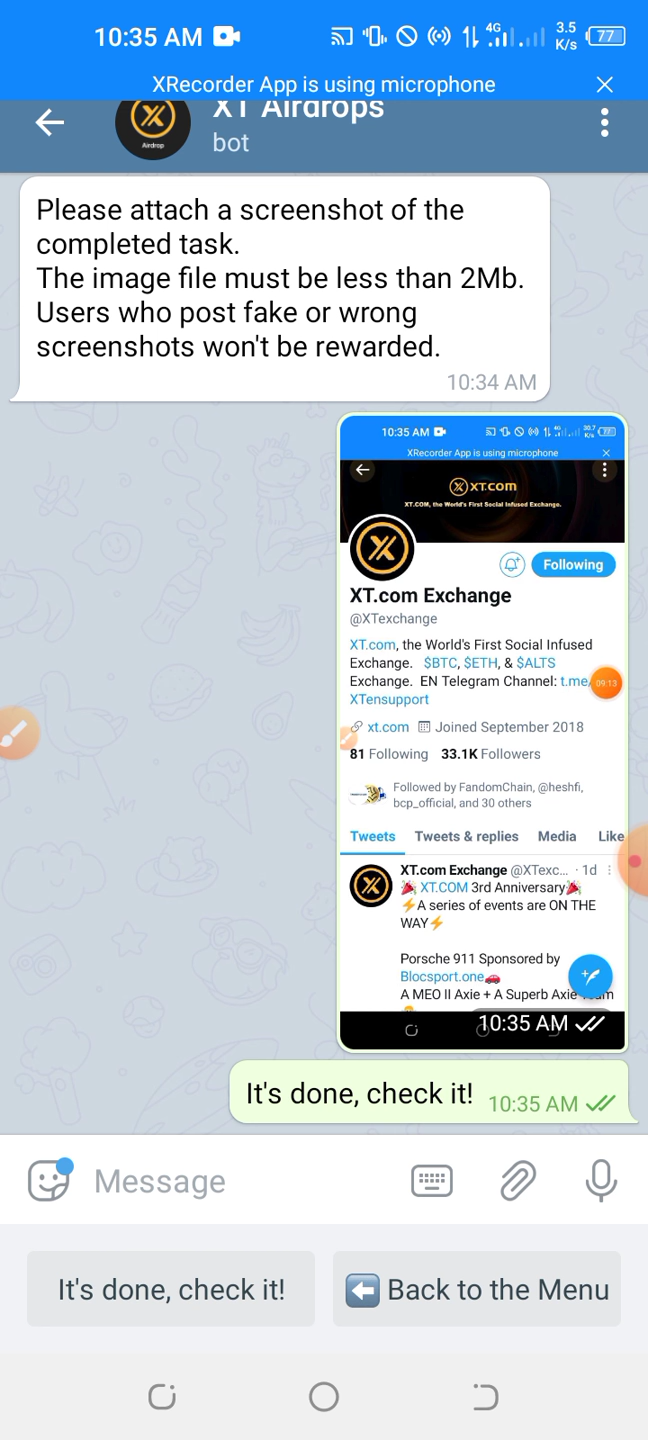 10:35 AM
4G
3.5
K/s
77
XRecorder App is using microphone
XT Airdrops
Airdrop
bot
Please attach a screenshot of the
completed task.
The image file must be less than 2Mb.
Users who post fake or wrong
screenshots won't be rewarded.
10:34 AM
10:35 AM
XRecorder App is using microphone
XT.COM
XT.COM, the World's First Social Infused Exchange.
Following
XT.com Exchange
@XTexchange
XT.com, the World's First Social Infused
Exchange. $BTC, $ETH, & $ALTS
Exchange. EN Telegram Channel: t.me/
09:13
XTensupport
xt.com Joined September 2018
81 Following 33.1K Followers
Followed by FandomChain, @heshfi,
bcp_official, and 30 others
Tweets Tweets & replies Media Like
XT.com Exchange @XTexc... · 1d
🎉 XT.COM 3rd Anniversary🎉
⚡A series of events are ON THE
WAY⚡
Porsche 911 Sponsored by
Blocsport.one🚗
A MEO II Axie + A Superb Axie Team
10:35 AM
It's done, check it! 10:35 AM
Message
It's done, check it!
⬅️ Back to the Menu